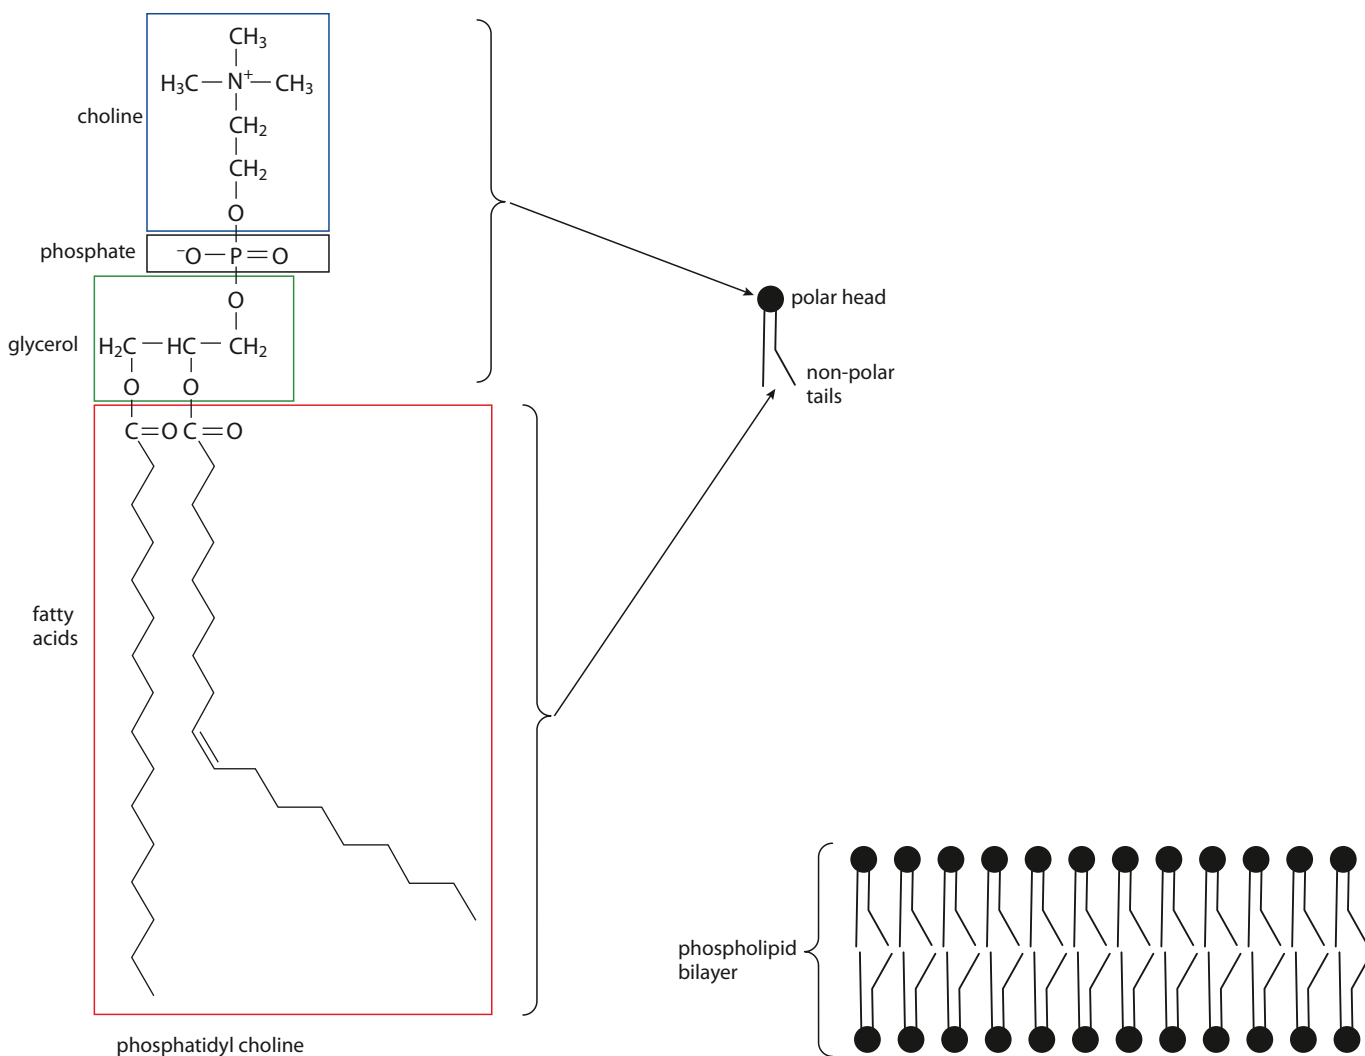 CH₃
H₃C — N⁺ — CH₃
choline
CH₂
CH₂
O
phosphate
⁻O — P = O
O
glycerol
H₂C — HC — CH₂
O O
C=O C=O
fatty
acids
phosphatidyl choline
polar head
non-polar
tails
phospholipid
bilayer